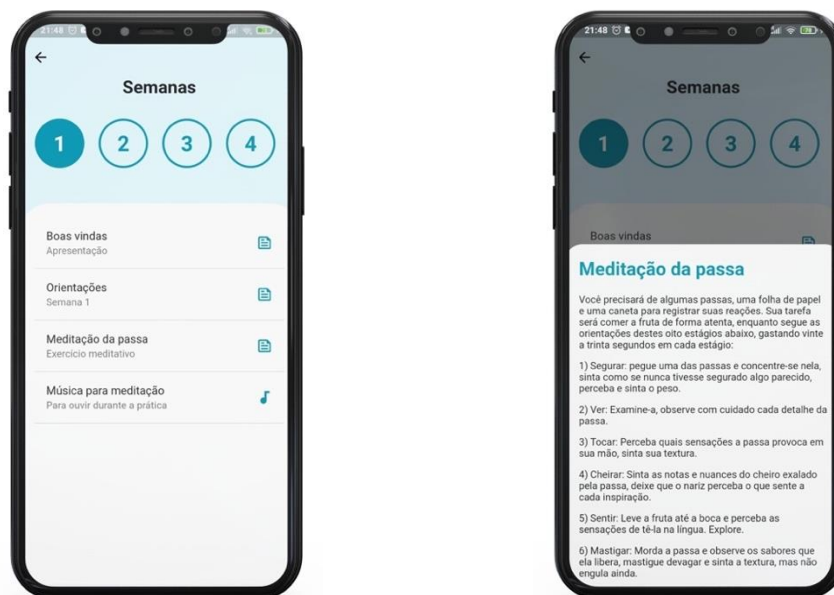 21:48
Semanas
1 2 3 4
Boas vindas
Apresentação
Orientações
Semana 1
Meditação da passa
Exercício meditativo
Música para meditação
Para ouvir durante a prática
21:48
Semanas
1 2 3 4
Boas vindas
Meditação da passa
Você precisará de algumas passas, uma folha de papel
e uma caneta para registrar suas reações. Sua tarefa
será comer a fruta de forma atenta, enquanto segue as
orientações destes oito estágios abaixo, gastando vinte
a trinta segundos em cada estágio:
1) Segurar: pegue uma das passas e concentre-se nela,
sinta como se nunca tivesse segurado algo parecido,
perceba e sinta o peso.
2) Ver: Examine-a, observe com cuidado cada detalhe da
passa.
3) Tocar: Perceba quais sensações a passa provoca em
sua mão, sinta sua textura.
4) Cheirar: Sinta as notas e nuances do cheiro exalado
pela passa, deixe que o nariz perceba o que sente a
cada inspiração.
5) Sentir: Leve a fruta até a boca e perceba as
sensações de tê-la na língua. Explore.
6) Mastigar: Morda a passa e observe os sabores que
ela libera, mastigue devagar e sinta a textura, mas não
engula ainda.